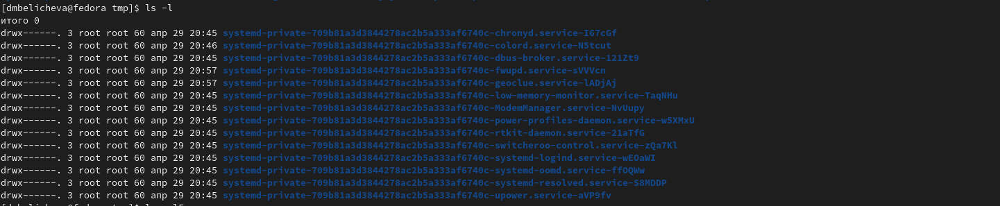 [dmbelicheva@fedora tmp]$ ls -l
итого 0
drwx------. 3 root root 60 апр 29 20:45 systemd-private-709b81a3d3844278ac2b5a333af6740c-chronyd.service-I67cGf
drwx------. 3 root root 60 апр 29 20:46 systemd-private-709b81a3d3844278ac2b5a333af6740c-colord.service-N5tcut
drwx------. 3 root root 60 апр 29 20:45 systemd-private-709b81a3d3844278ac2b5a333af6740c-dbus-broker.service-121Zt9
drwx------. 3 root root 60 апр 29 20:57 systemd-private-709b81a3d3844278ac2b5a333af6740c-fwupd.service-sVVVcn
drwx------. 3 root root 60 апр 29 20:57 systemd-private-709b81a3d3844278ac2b5a333af6740c-geoclue.service-lADjAj
drwx------. 3 root root 60 апр 29 20:45 systemd-private-709b81a3d3844278ac2b5a333af6740c-low-memory-monitor.service-TaqNHu
drwx------. 3 root root 60 апр 29 20:45 systemd-private-709b81a3d3844278ac2b5a333af6740c-ModemManager.service-NvUupy
drwx------. 3 root root 60 апр 29 20:45 systemd-private-709b81a3d3844278ac2b5a333af6740c-power-profiles-daemon.service-w5XMxU
drwx------. 3 root root 60 апр 29 20:45 systemd-private-709b81a3d3844278ac2b5a333af6740c-rtkit-daemon.service-21aTfG
drwx------. 3 root root 60 апр 29 20:45 systemd-private-709b81a3d3844278ac2b5a333af6740c-switcheroo-control.service-zQa7Kl
drwx------. 3 root root 60 апр 29 20:45 systemd-private-709b81a3d3844278ac2b5a333af6740c-systemd-logind.service-wEOaWI
drwx------. 3 root root 60 апр 29 20:45 systemd-private-709b81a3d3844278ac2b5a333af6740c-systemd-oomd.service-ffOQWw
drwx------. 3 root root 60 апр 29 20:45 systemd-private-709b81a3d3844278ac2b5a333af6740c-systemd-resolved.service-S8MDDP
drwx------. 3 root root 60 апр 29 20:45 systemd-private-709b81a3d3844278ac2b5a333af6740c-upower.service-aVP9fv